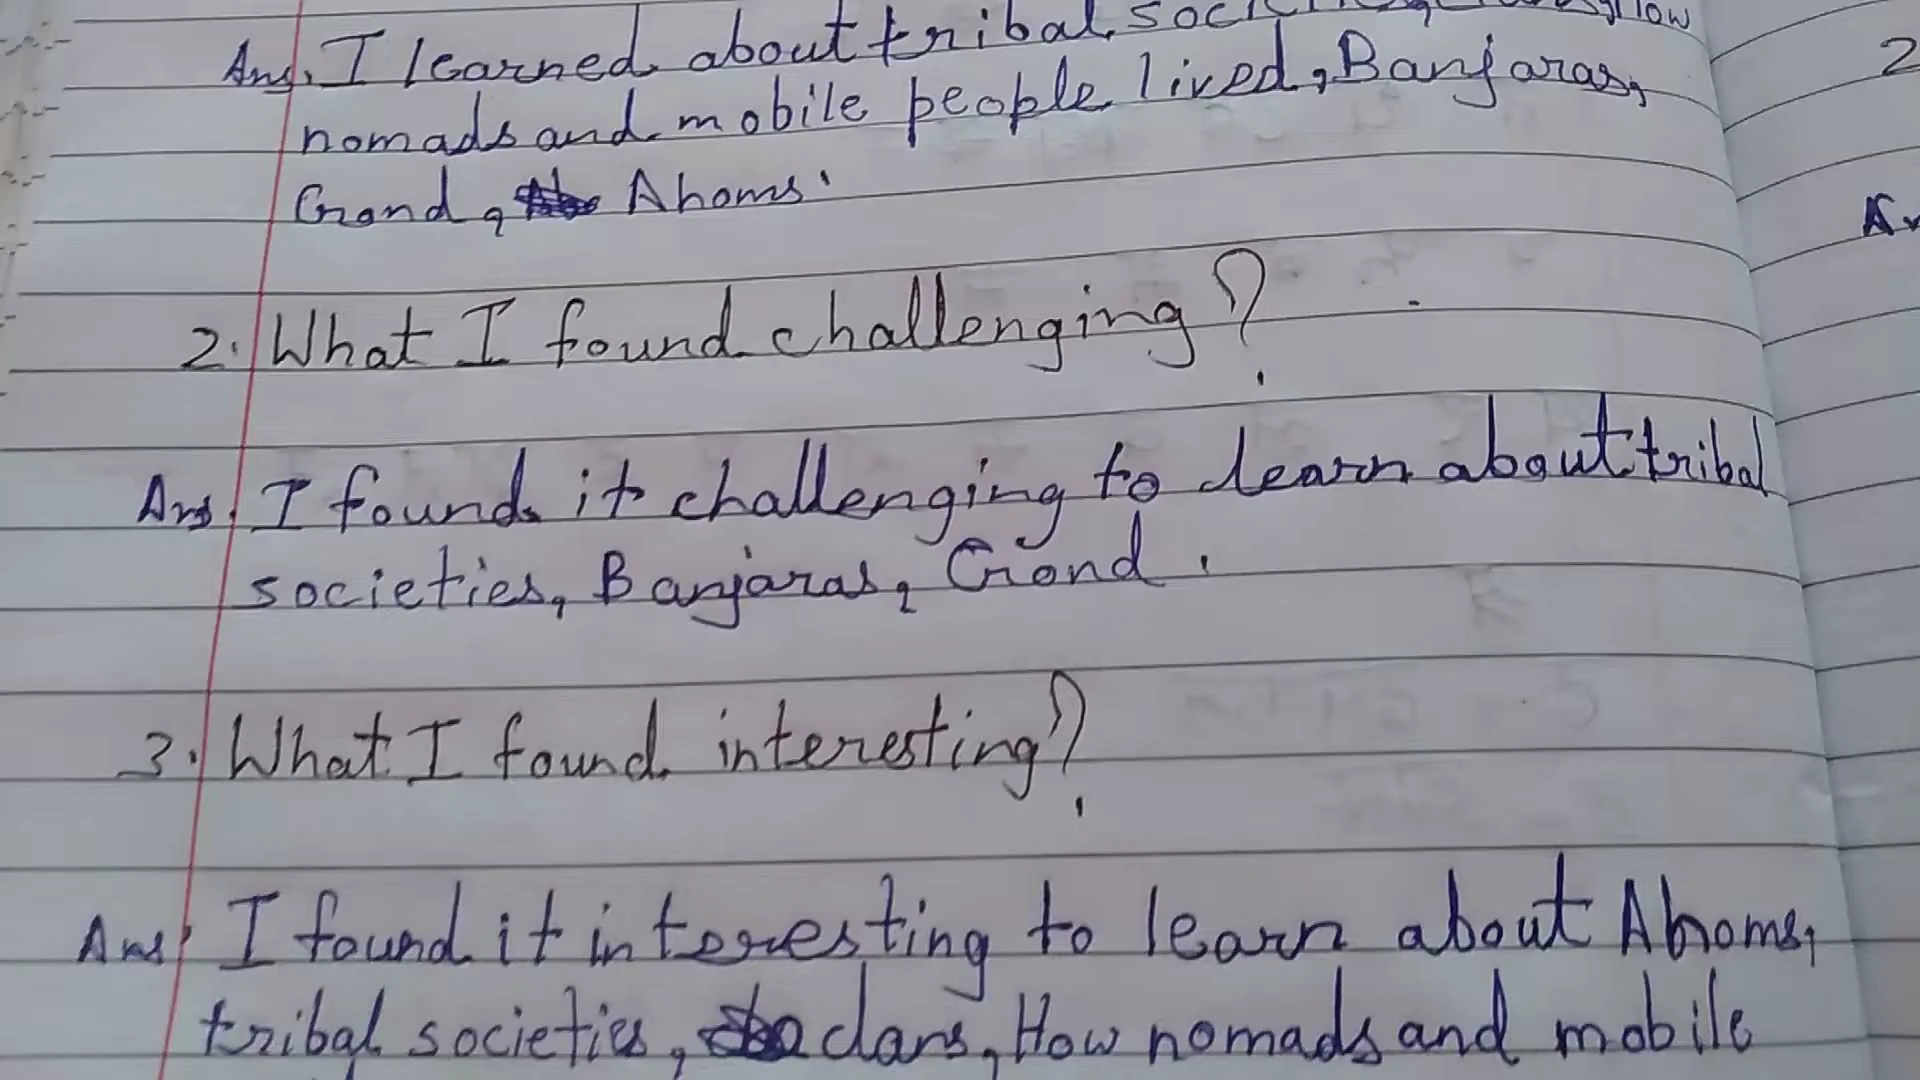 Ans. I learned about tribal
nomads and mobile people lived, Banjaras,
Gond, Ahoms.
2. What I found challenging?
Ans. I found it challenging to learn about tribal
societies, Banjaras, Gond.
3. What I found interesting?
Ans. I found it interesting to learn about Ahoms,
tribal societies, clans, How nomads and mobile
2